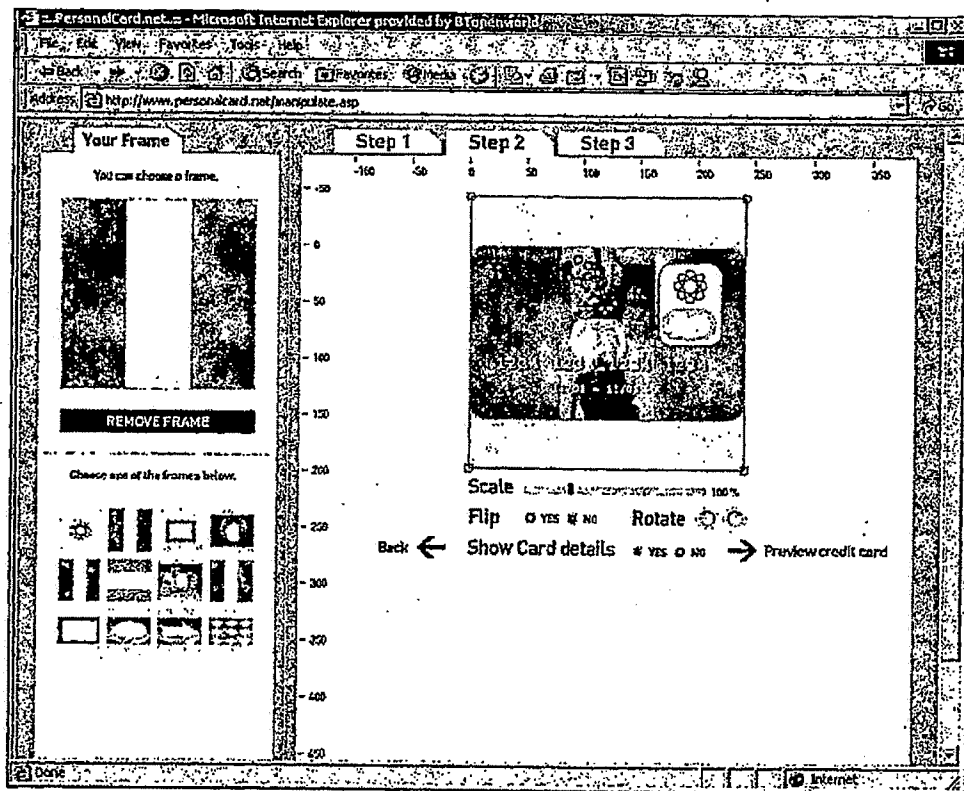 :: PersonalCard.net :: - Microsoft Internet Explorer provided by BTopenworld
File Edit View Favorites Tools Help
Back Search Favorites Media
Address http://www.personalcard.net/manipulate.asp Go
Your Frame
Step 1 Step 2 Step 3
You can choose a frame.
-100 -50 0 50 100 150 200 250 300 350
-50
0
50
100
150
REMOVE FRAME
200
Choose one of the frames below.
Scale 100%
250
Flip YES NO Rotate
Back Show Card details YES NO Preview credit card
300
350
400
450
Done Internet